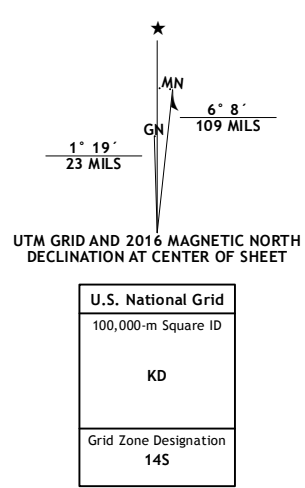 MN
GN
6° 8´
109 MILS
1° 19´
23 MILS
UTM GRID AND 2016 MAGNETIC NORTH
DECLINATION AT CENTER OF SHEET
U.S. National Grid
100,000-m Square ID
KD
Grid Zone Designation
14S